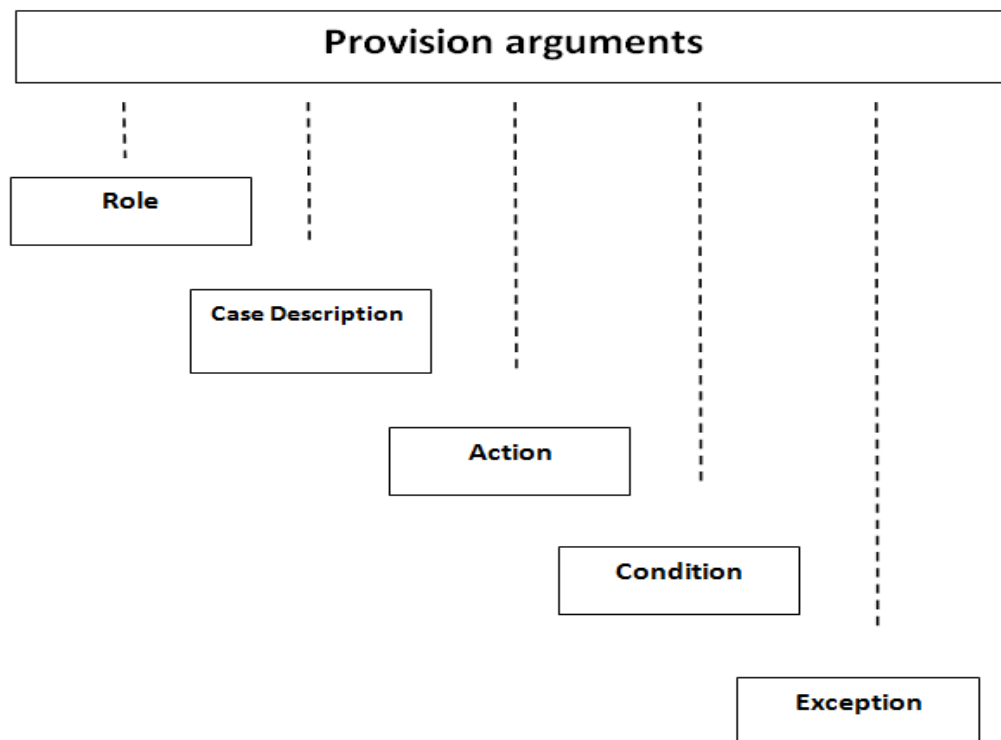 Provision arguments
Role
Case Description
Action
Condition
Exception